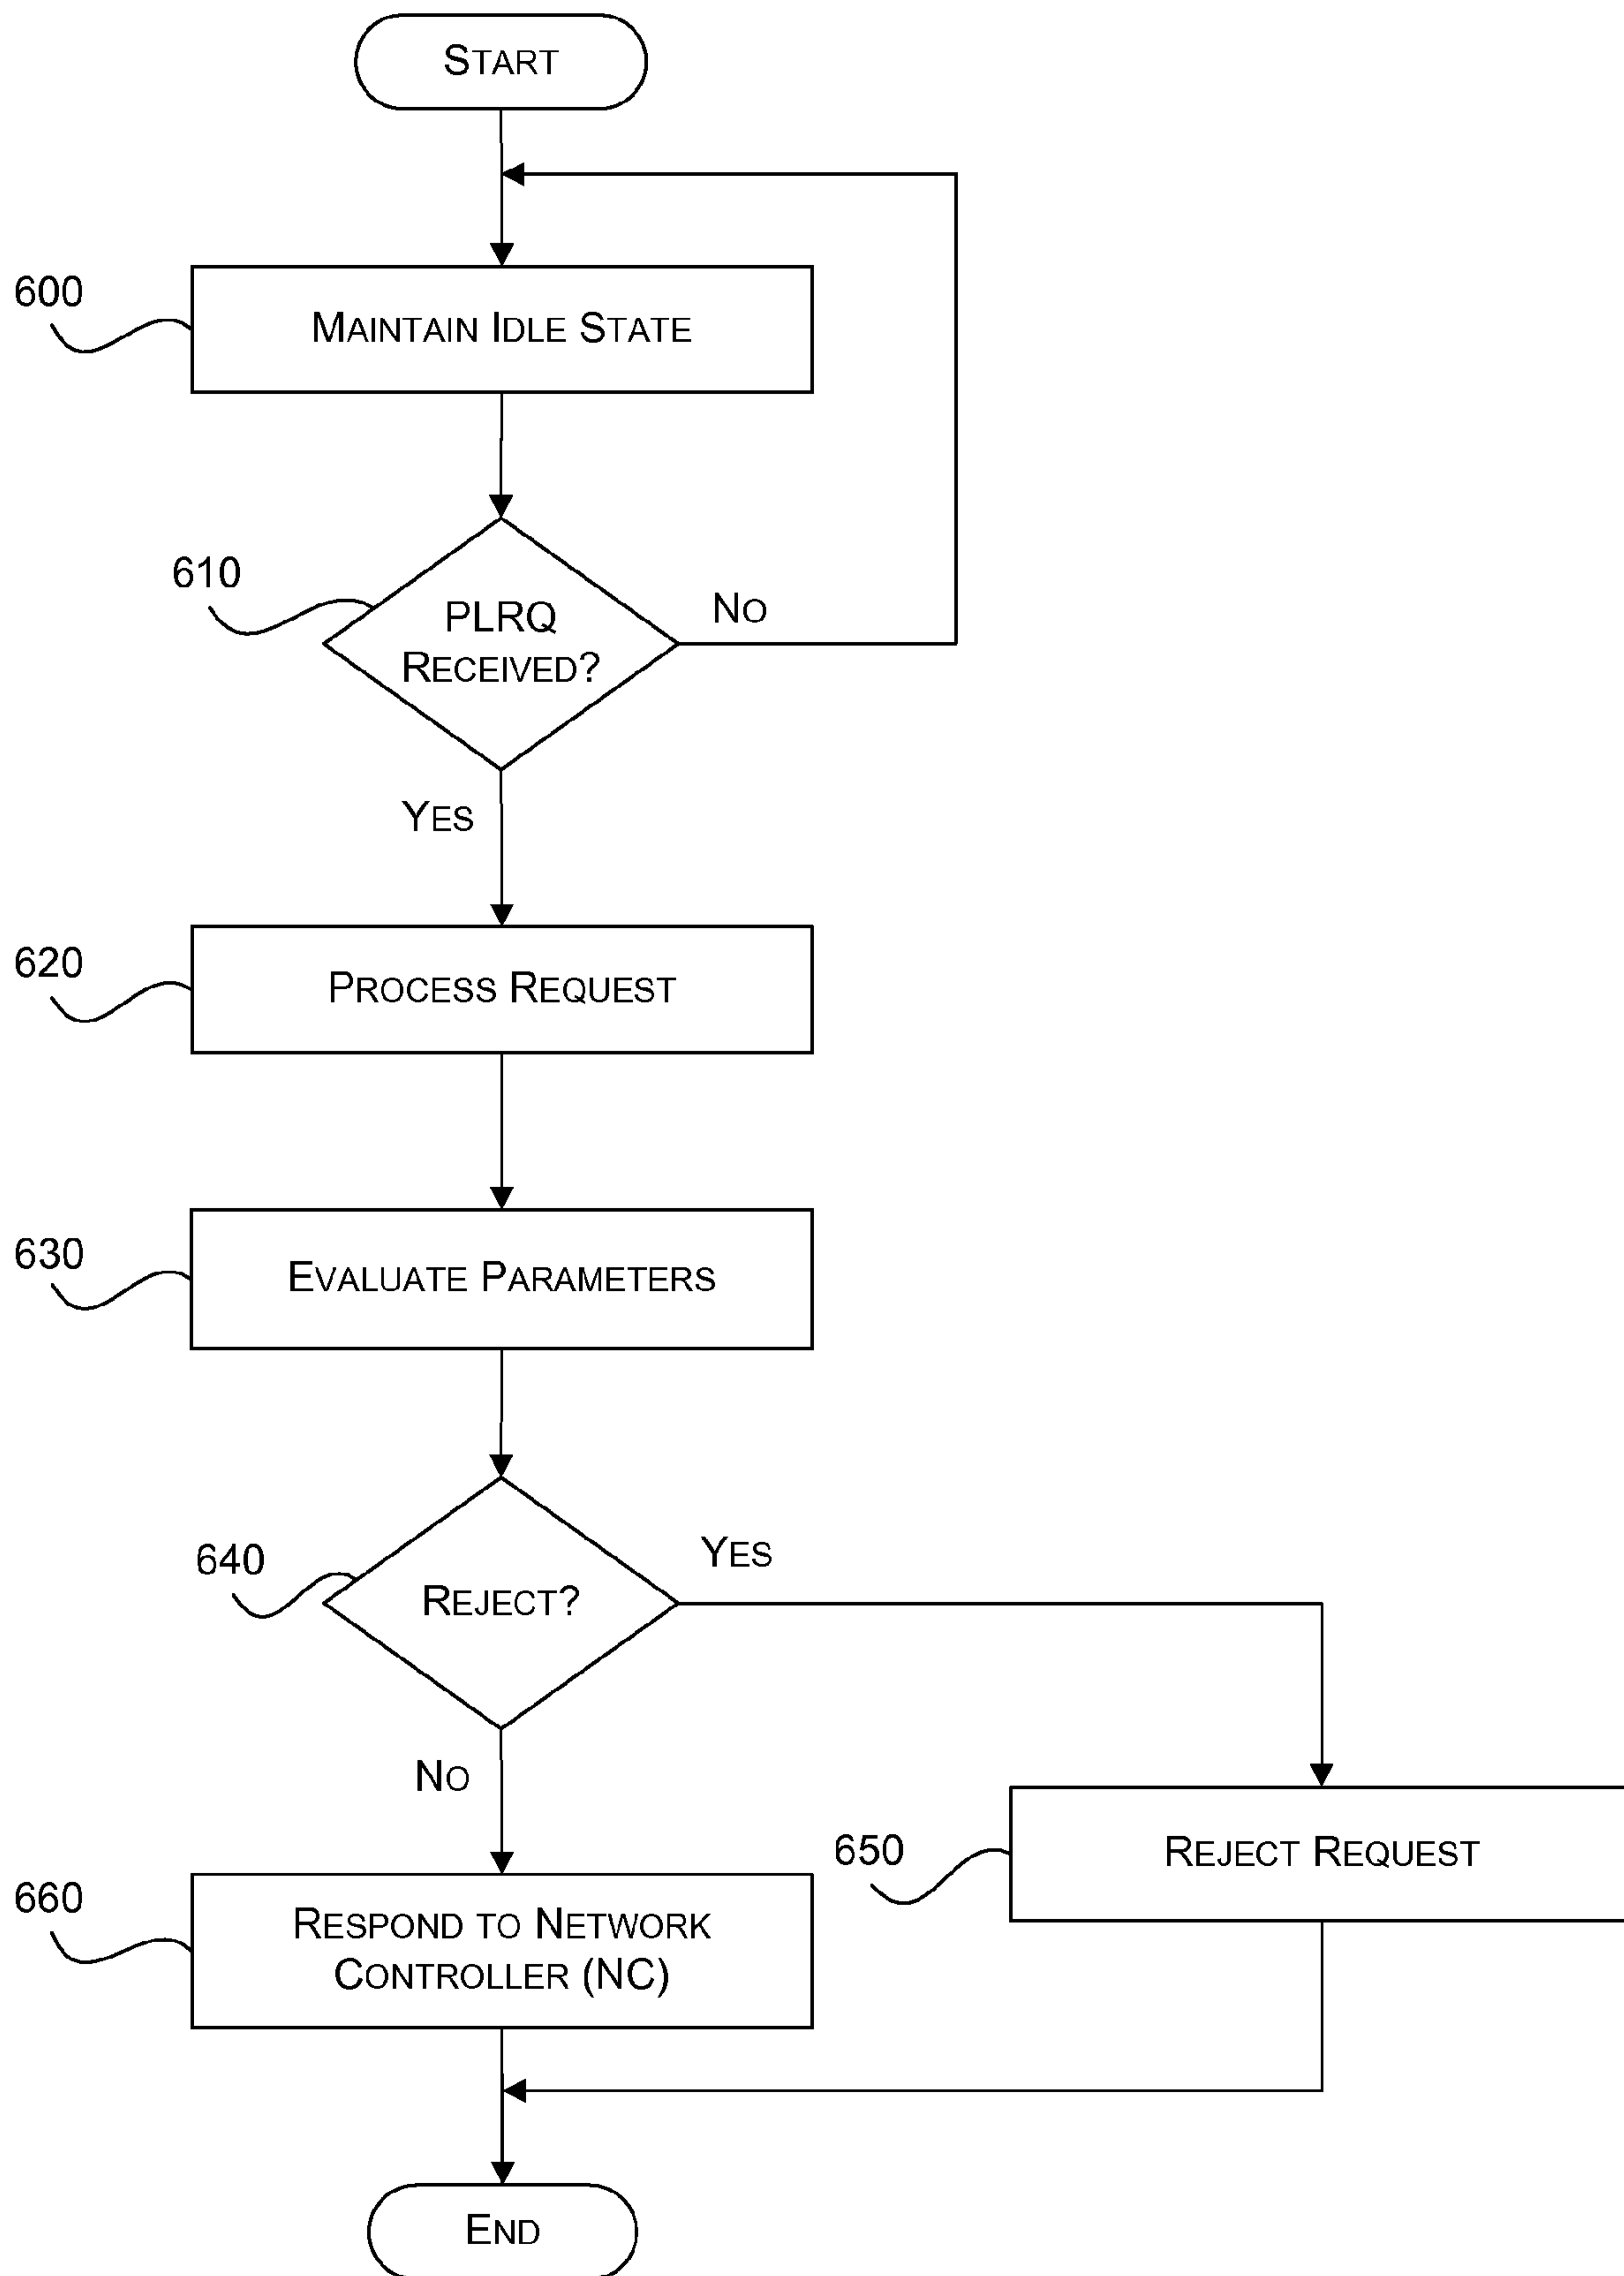 START
600
MAINTAIN IDLE STATE
610
PLRQ
RECEIVED?
NO
YES
620
PROCESS REQUEST
630
EVALUATE PARAMETERS
640
REJECT?
YES
NO
650
REJECT REQUEST
660
RESPOND TO NETWORK
CONTROLLER (NC)
END